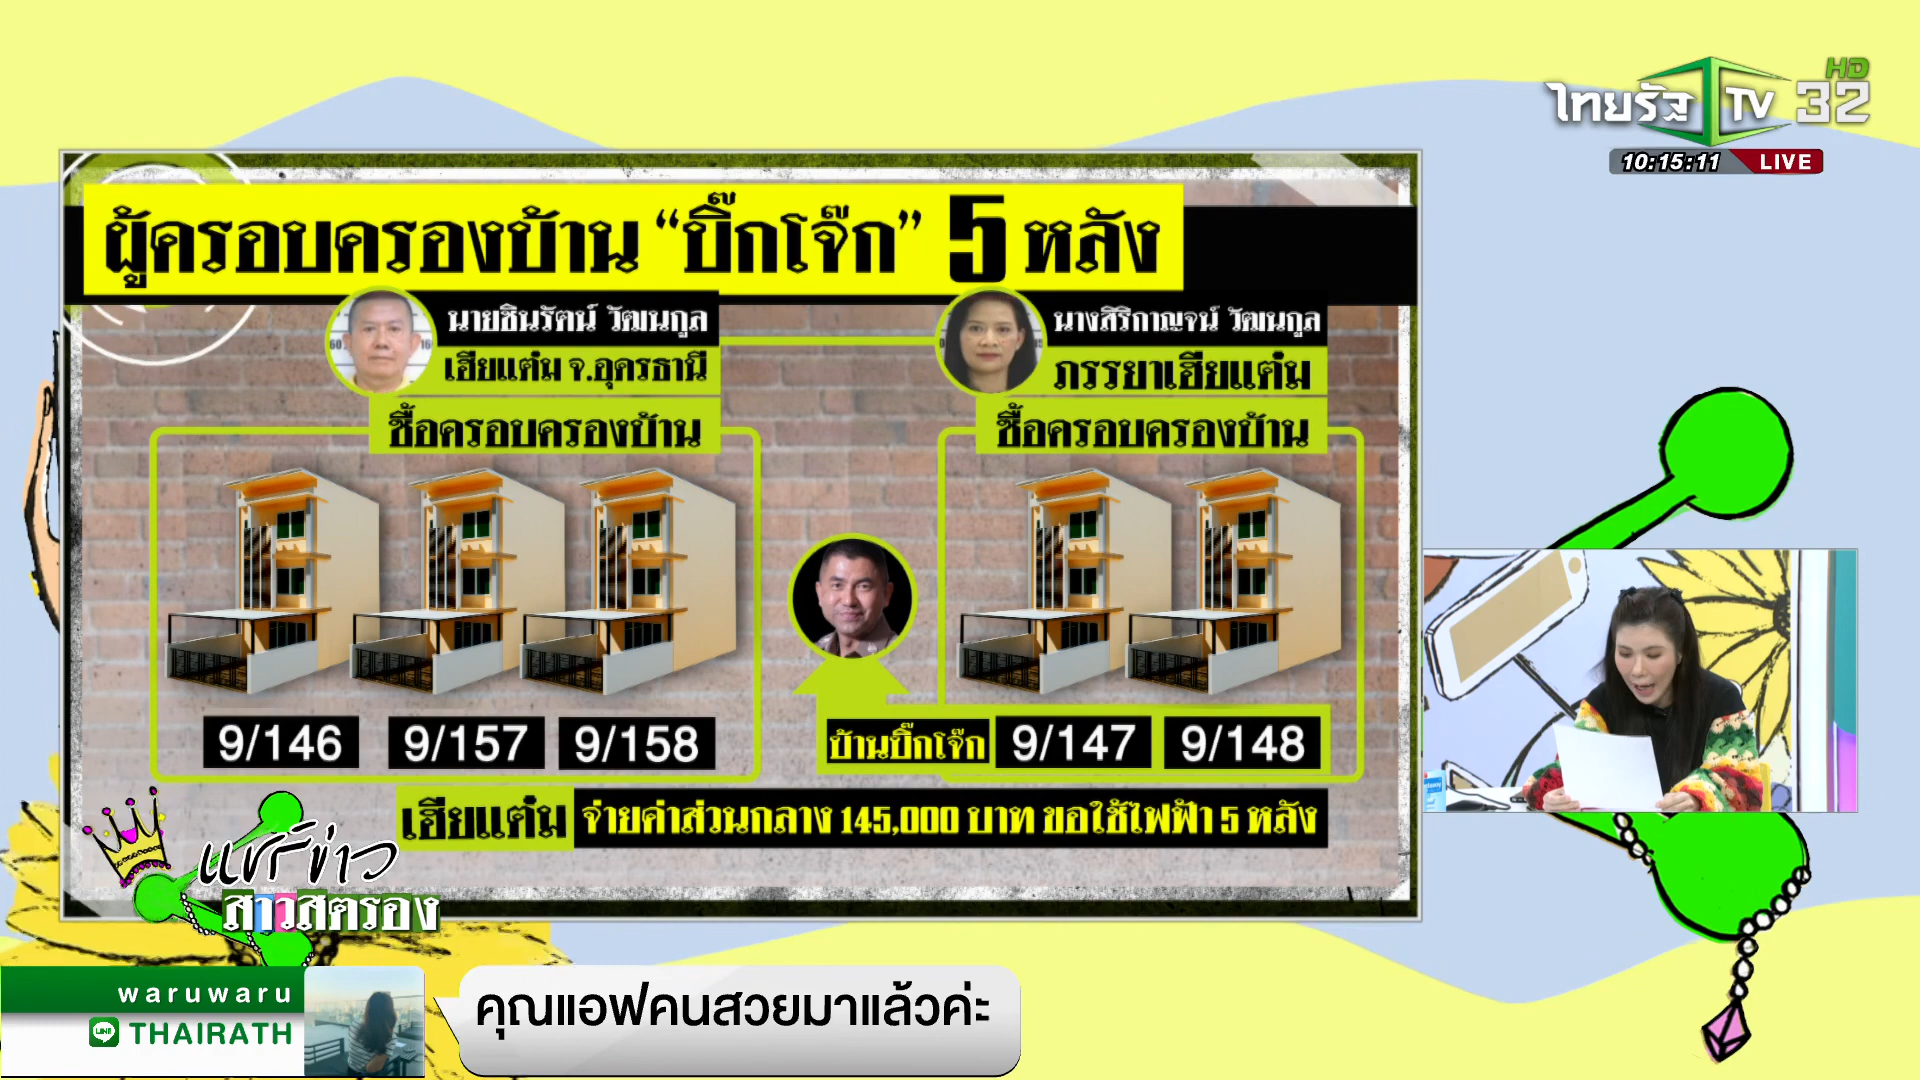 ไทยรัฐ TV HD 32
10:15:11 LIVE
ผู้ครอบครองบ้าน “บิ๊กโจ๊ก” 5 หลัง
นายชินรัตน์ วัฒนกูล
เฮียแต๋ม จ.อุดรธานี
ซื้อครอบครองบ้าน
นางสิริกาญจน์ วัฒนกูล
ภรรยาเฮียแต๋ม
ซื้อครอบครองบ้าน
9/146 9/157 9/158
บ้านบิ๊กโจ๊ก 9/147 9/148
เฮียแต๋ม จ่ายค่าส่วนกลาง 145,000 บาท ขอใช้ไฟฟ้า 5 หลัง
แชร์ข่าว
สาวสตรอง
waruwaru
LINE THAIRATH
คุณแอฟคนสวยมาแล้วค่ะ